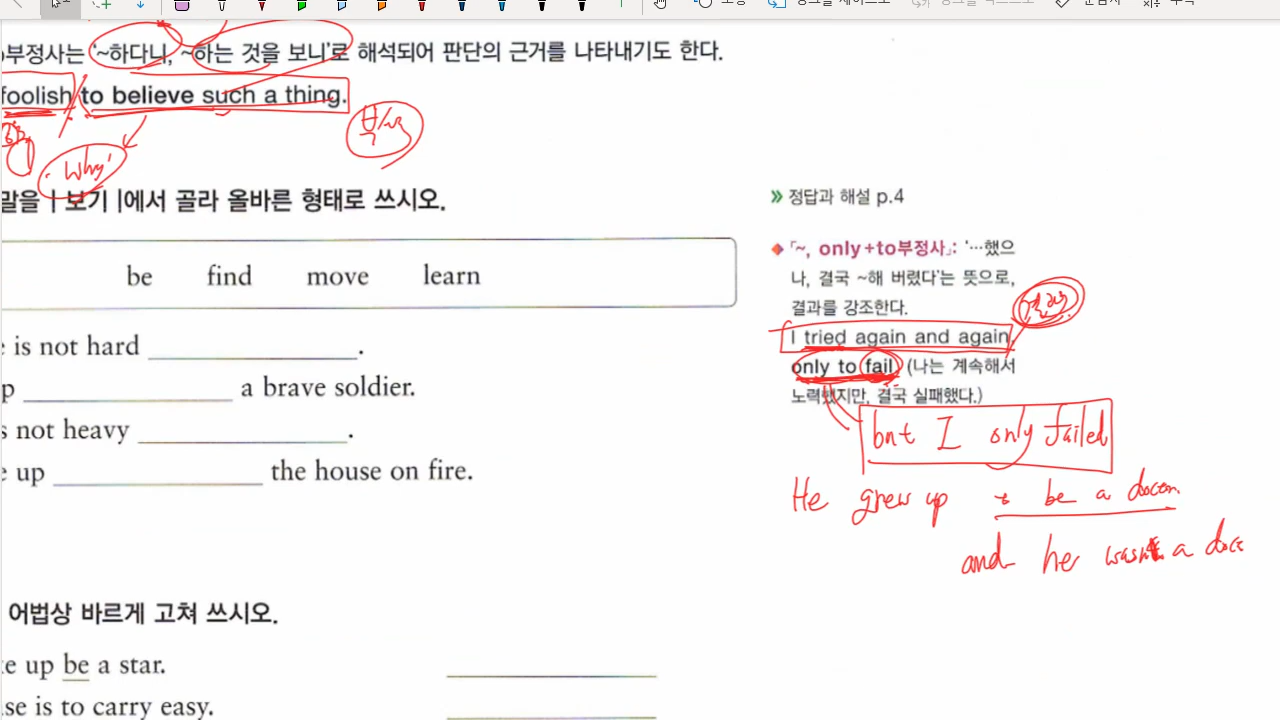 부정사는 '~하다니, ~하는 것을 보니'로 해석되어 판단의 근거를 나타내기도 한다.
foolish to believe such a thing.
부사적
Why?
말을 | 보기 |에서 골라 올바른 형태로 쓰시오.
be find move learn
is not hard
a brave soldier.
not heavy
up the house on fire.
어법상 바르게 고쳐 쓰시오.
up be a star.
is to carry easy.
정답과 해설 p.4
「~, only+to부정사」: '…했으
나, 결국 ~해 버렸다'는 뜻으로,
결과를 강조한다.
결과
I tried again and again
only to fail (나는 계속해서
노력했지만, 결국 실패했다.)
but I only failed
He grew up to be a doctor.
and he was a doc